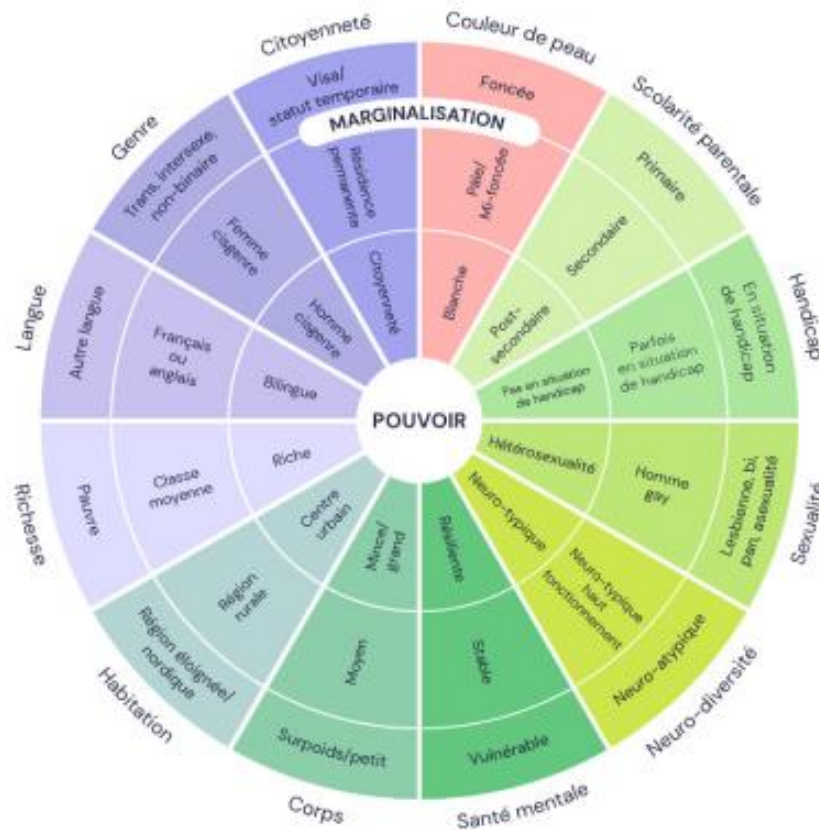 Citoyenneté
Visa/
statut temporaire
MARGINALISATION
Résidence
permanente
Citoyenneté
Couleur de peau
Foncée
Pâle/
Mi-foncée
Blanche
Scolarité parentale
Primaire
Secondaire
Post-
secondaire
Handicap
En situation
de handicap
Parfois
en situation
de handicap
Pas en situation
de handicap
Sexualité
Lesbienne, bi,
pan, asexualité
Homme
gay
Hétérosexualité
Neuro-diversité
Neuro-atypique
Neuro-typique
haut
fonctionnement
Neuro-typique
Santé mentale
Vulnérable
Stable
Résiliente
Corps
Surpoids/petit
Moyen
Mince/
grand
Habitation
Région éloignée/
nordique
Région
rurale
Centre
urbain
Richesse
Pauvre
Classe
moyenne
Riche
Langue
Autre langue
Français
ou
anglais
Bilingue
Genre
Trans, intersexe,
non-binaire
Femme
cisgenre
Homme
cisgenre
POUVOIR